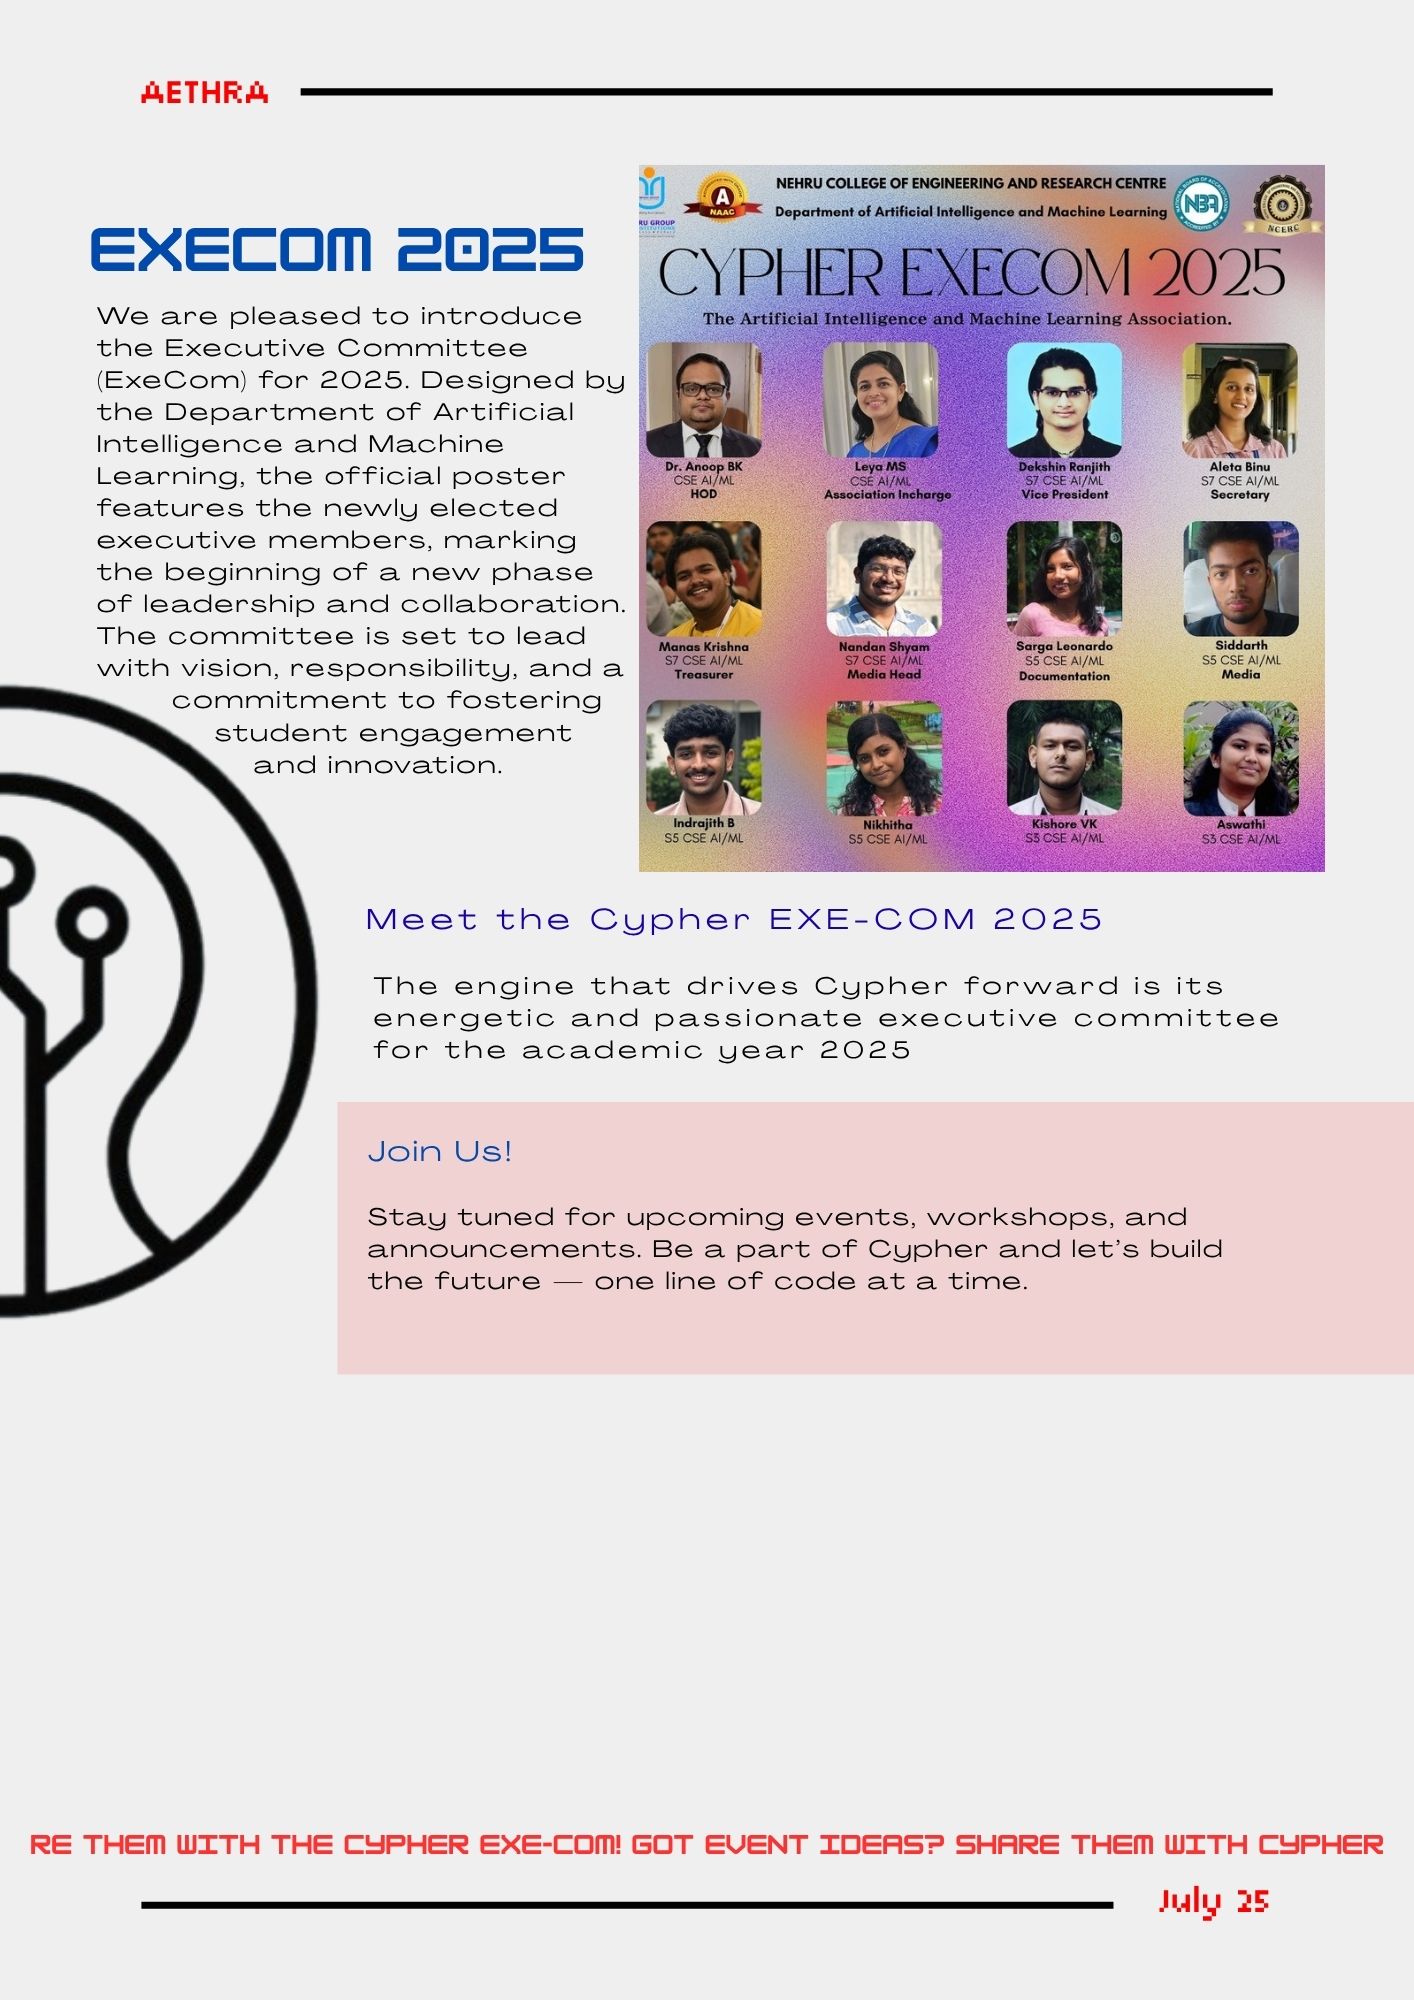 AETHRA
EXECOM 2025
We are pleased to introduce
the Executive Committee
(ExeCom) for 2025. Designed by
the Department of Artificial
Intelligence and Machine
Learning, the official poster
features the newly elected
executive members, marking
the beginning of a new phase
of leadership and collaboration.
The committee is set to lead
with vision, responsibility, and a
commitment to fostering
student engagement
and innovation.
RU GROUP
A
NAAC
NEHRU COLLEGE OF ENGINEERING AND RESEARCH CENTRE
Department of Artificial Intelligence and Machine Learning
NBA
NCERC
CYPHER EXECOM 2025
The Artificial Intelligence and Machine Learning Association.
Dr. Anoop BK
CSE AI/ML
HOD
Leya MS
CSE AI/ML
Association Incharge
Dekshin Ranjith
S7 CSE AI/ML
Vice President
Aleta Binu
S7 CSE AI/ML
Secretary
Manas Krishna
S7 CSE AI/ML
Treasurer
Nandan Shyam
S7 CSE AI/ML
Media Head
Sarga Leonardo
S5 CSE AI/ML
Documentation
Siddarth
S5 CSE AI/ML
Media
Indrajith B
S5 CSE AI/ML
Nikhitha
S5 CSE AI/ML
Kishore VK
S3 CSE AI/ML
Aswathi
S3 CSE AI/ML
Meet the Cypher EXE-COM 2025
The engine that drives Cypher forward is its
energetic and passionate executive committee
for the academic year 2025
Join Us!
Stay tuned for upcoming events, workshops, and
announcements. Be a part of Cypher and let’s build
the future — one line of code at a time.
RE THEM WITH THE CYPHER EXE-COM! GOT EVENT IDEAS? SHARE THEM WITH CYPHER
July 25